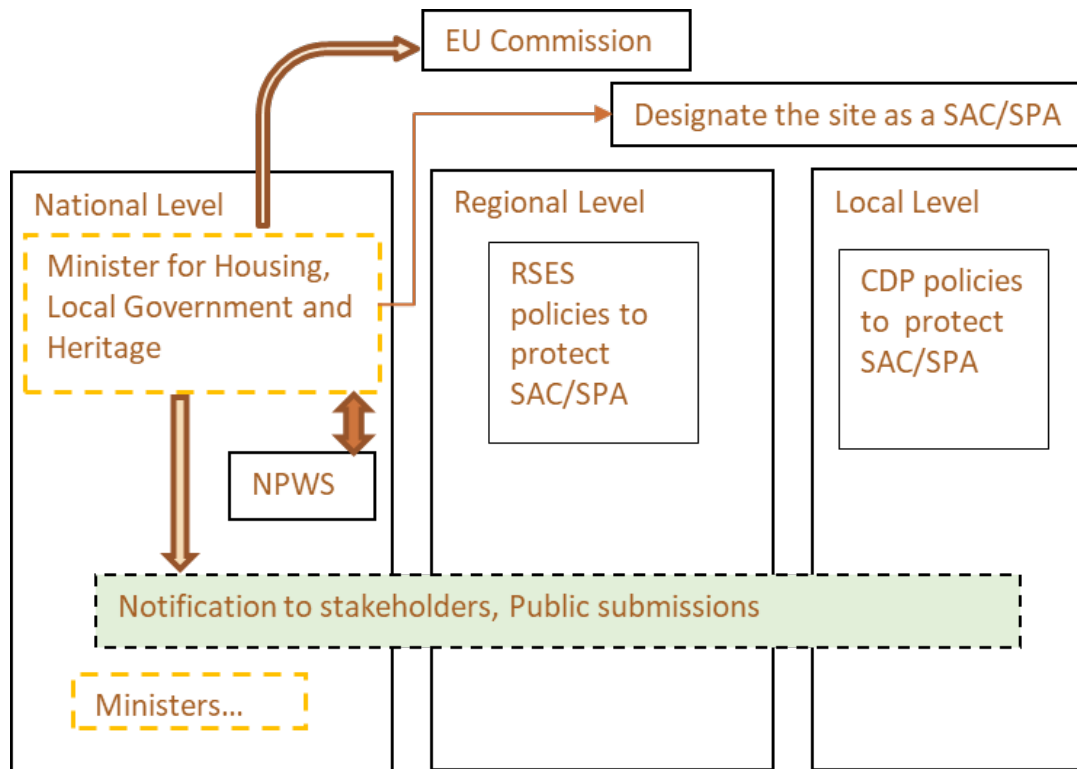 EU Commission
Designate the site as a SAC/SPA
National Level
Minister for Housing,
Local Government and
Heritage
NPWS
Regional Level
RSES
policies to
protect
SAC/SPA
Local Level
CDP policies
to protect
SAC/SPA
Notification to stakeholders, Public submissions
Ministers...